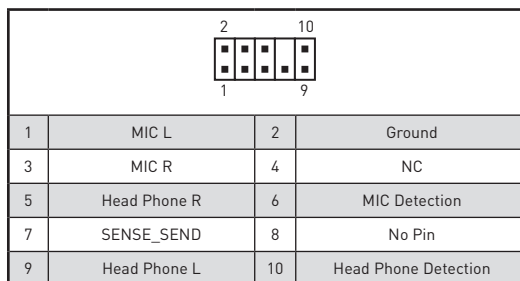 2 10
1 9
1 MIC L 2 Ground
3 MIC R 4 NC
5 Head Phone R 6 MIC Detection
7 SENSE_SEND 8 No Pin
9 Head Phone L 10 Head Phone Detection